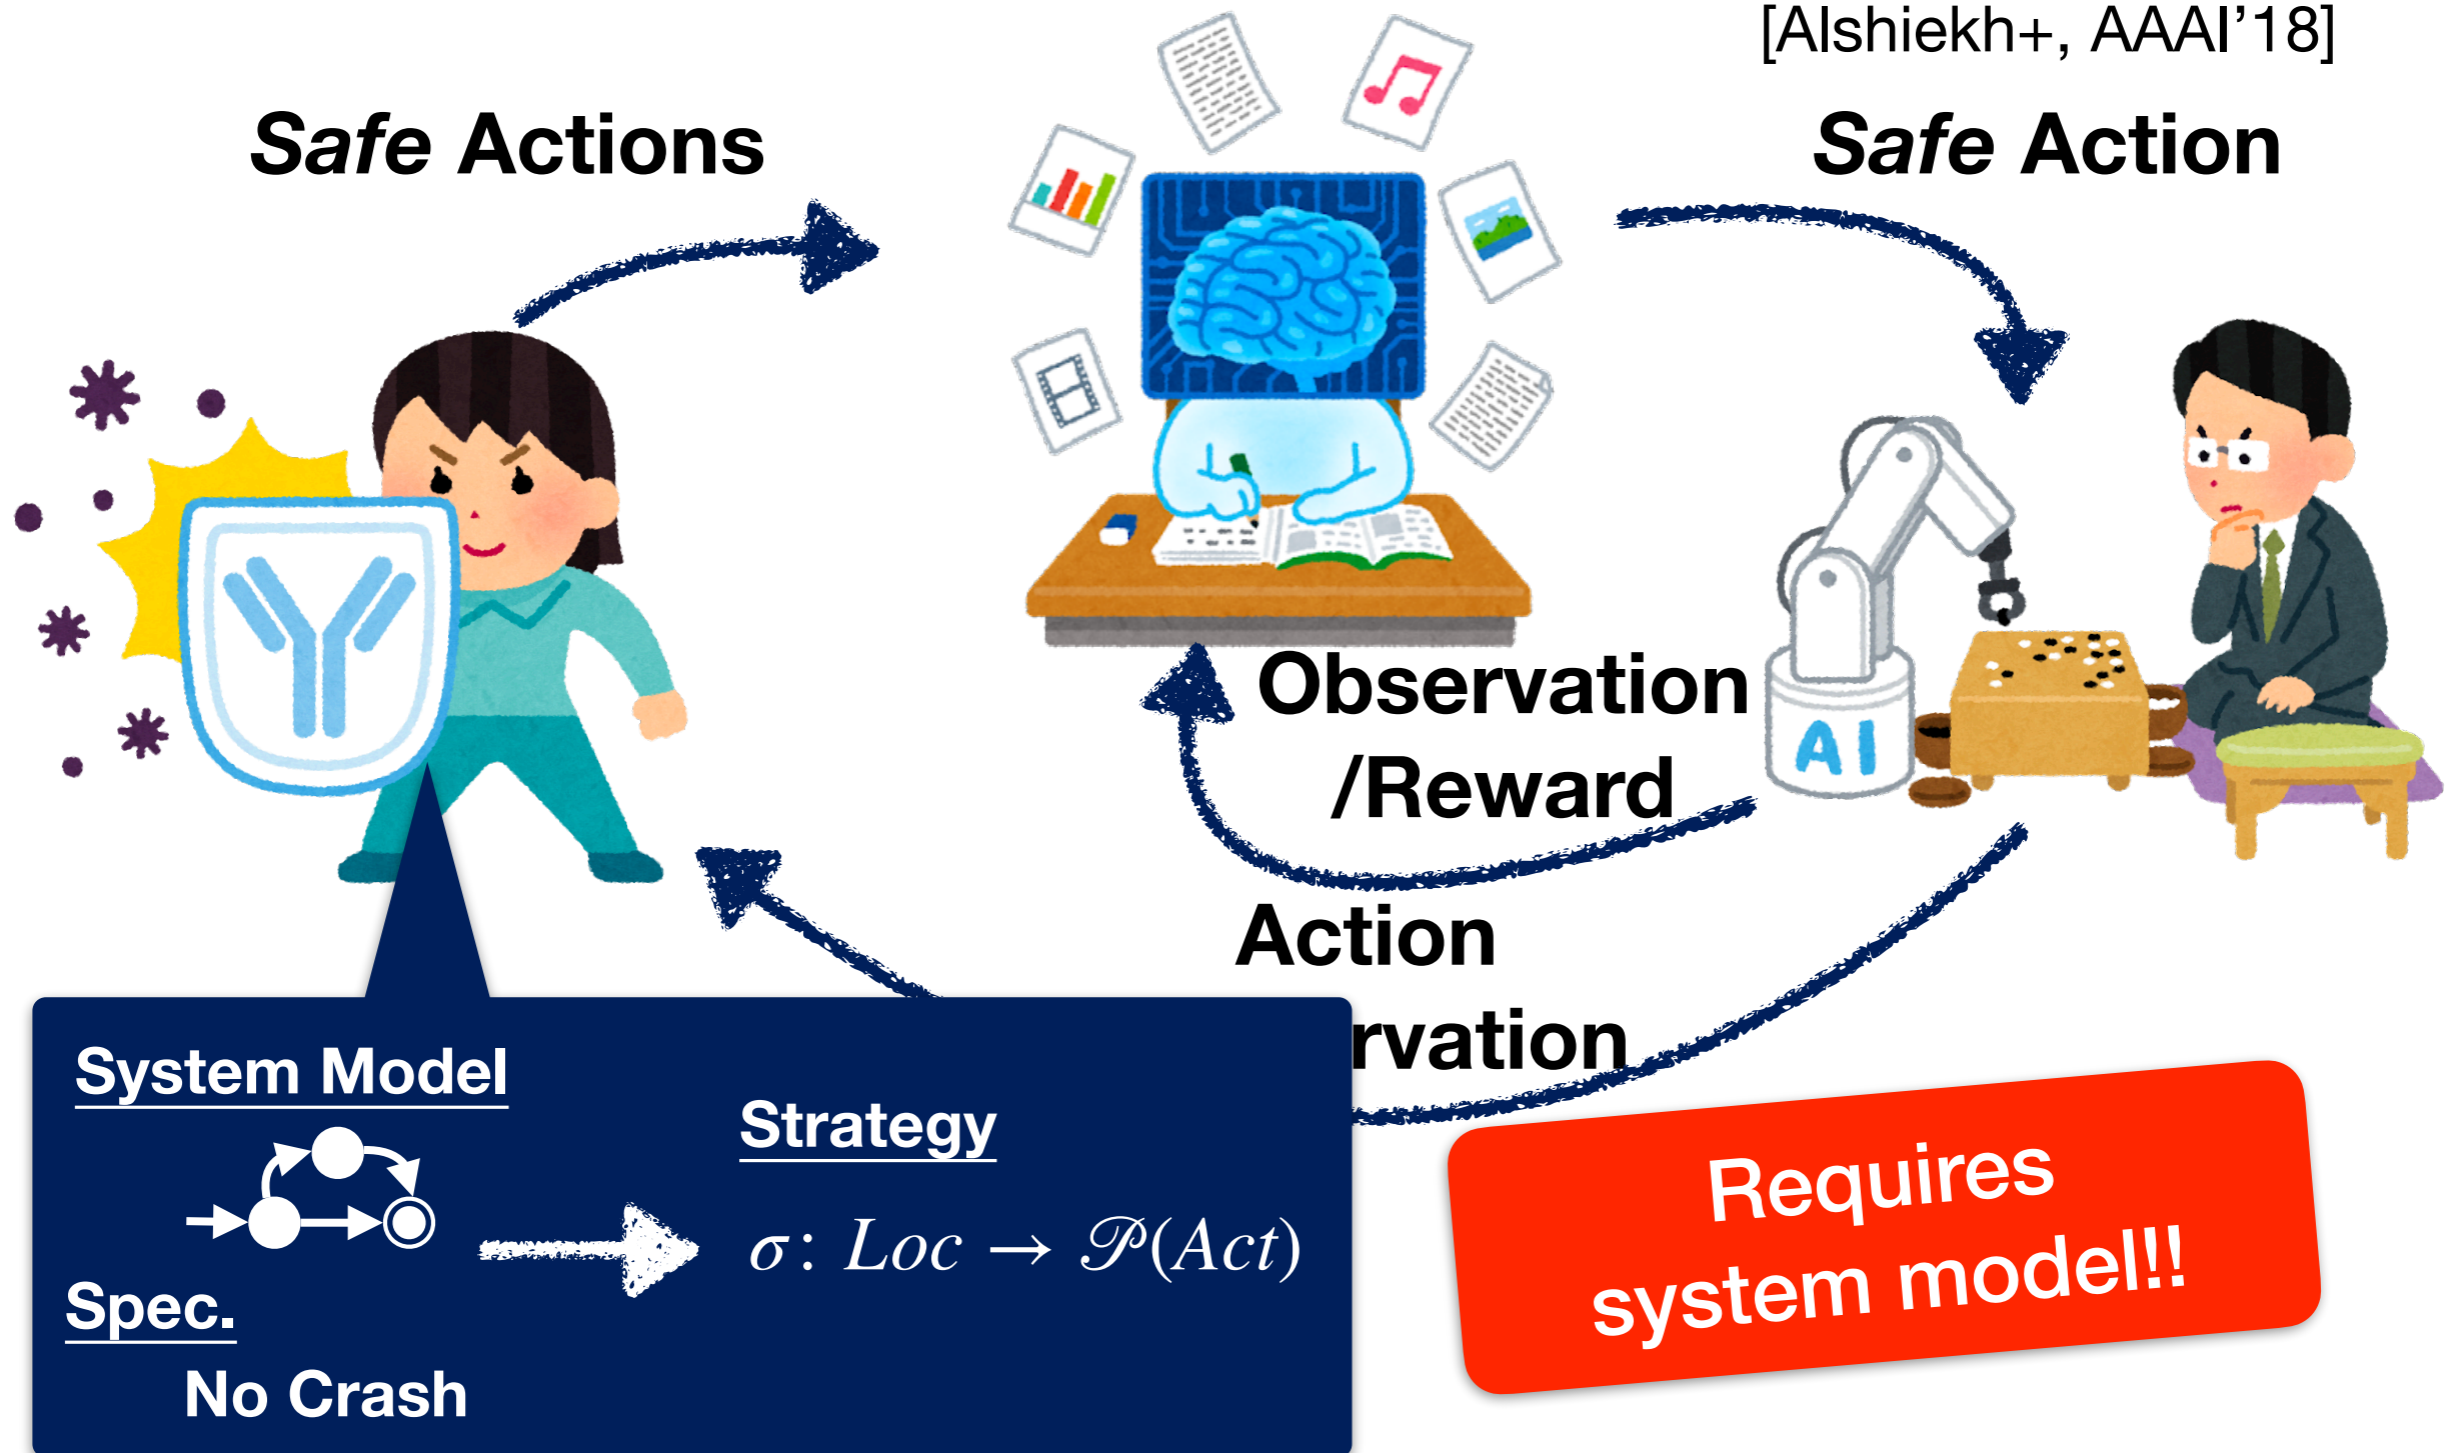 [Alshiekh+, AAAI'18]
Safe Actions
Safe Action
Observation
/Reward
AI
Action
rvation
System Model
Strategy
σ: Loc → 𝒫(Act)
Spec.
No Crash
Requires
system model!!